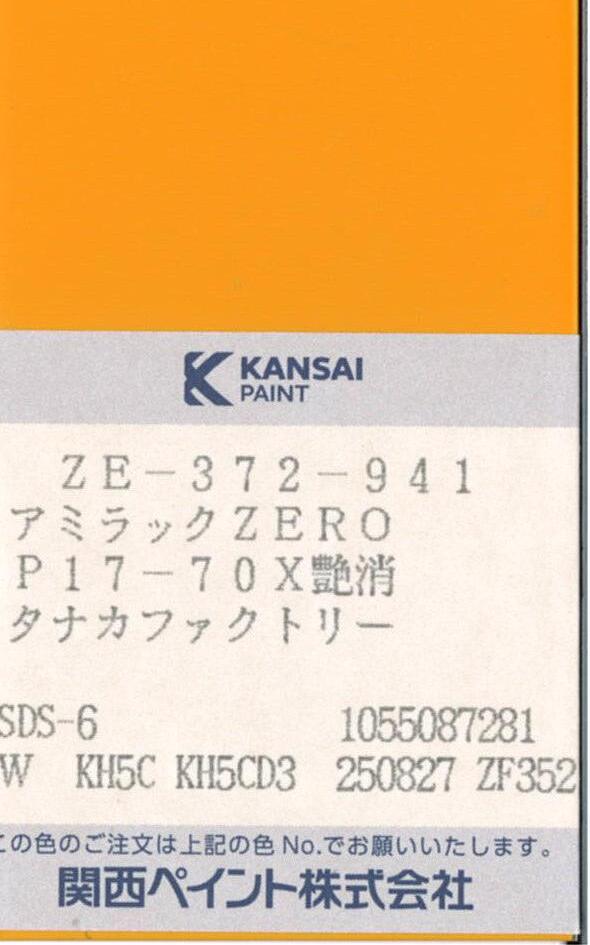 KANSAI
PAINT
ZE-372-941
アミラックZERO
P17-70X艶消
タナカファクトリー
SDS-6 1055087281
W KH5C KH5CD3 250827 ZF352
この色のご注文は上記の色No.でお願いいたします。
関西ペイント株式会社